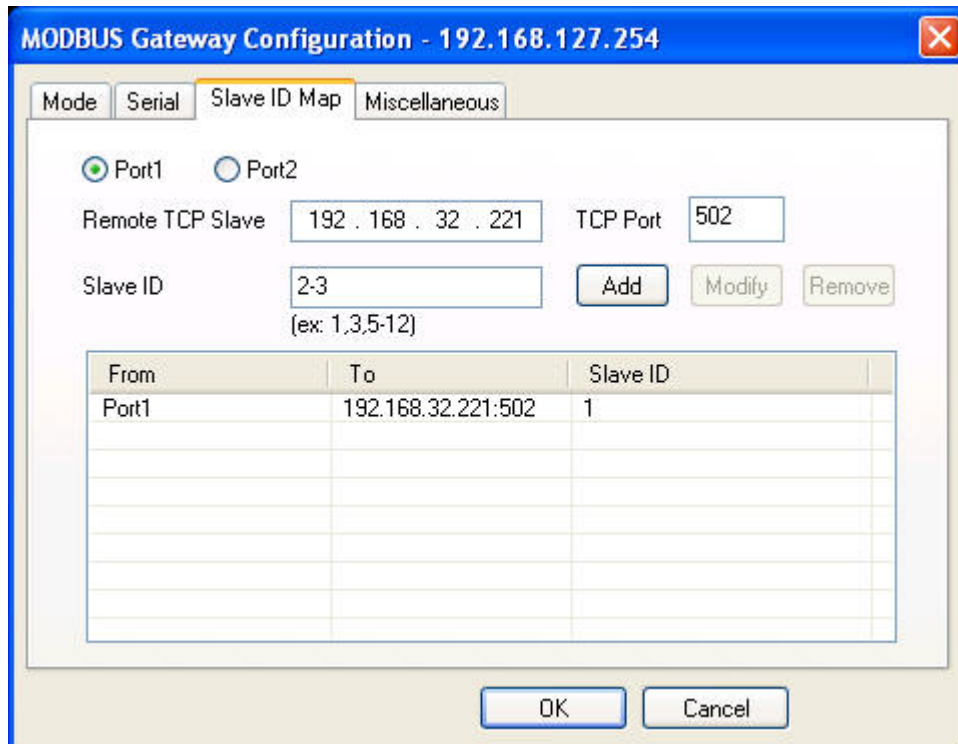 MODBUS Gateway Configuration - 192.168.127.254
Mode Serial Slave ID Map Miscellaneous
Port1 Port2
Remote TCP Slave 192 . 168 . 32 . 221 TCP Port 502
Slave ID 2-3 Add Modify Remove
(ex: 1,3,5-12)
From To Slave ID
Port1 192.168.32.221:502 1
OK Cancel